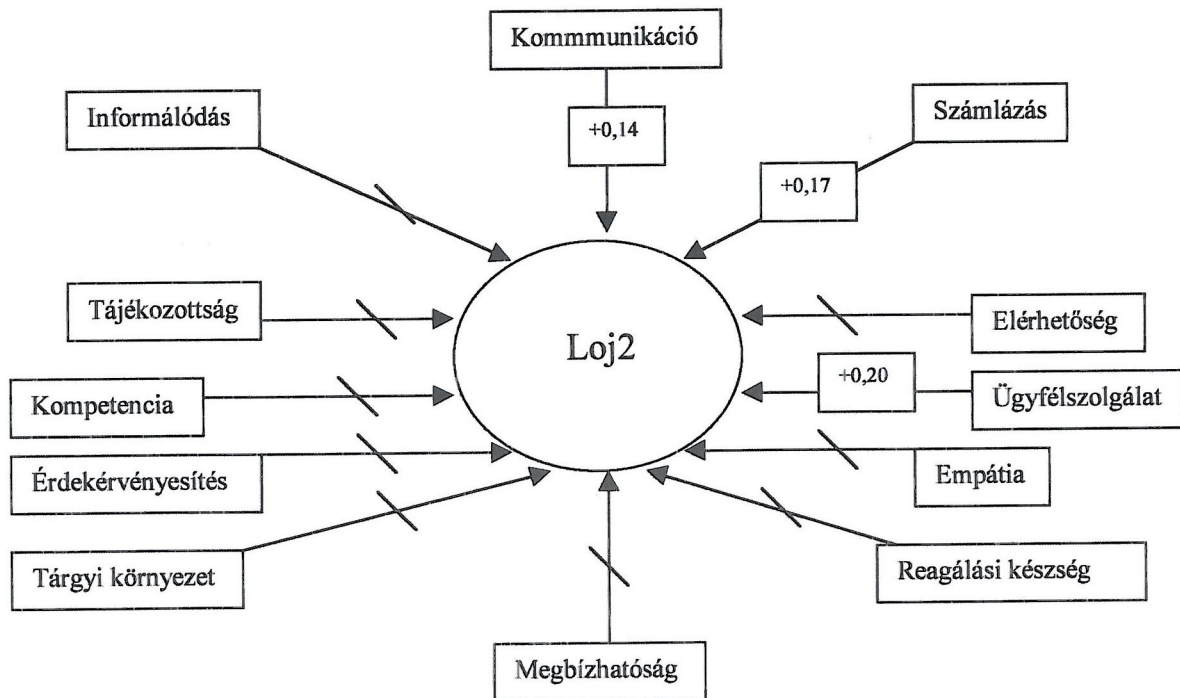 Kommmunikáció
Informálódás
+0,14
Számlázás
+0,17
Tájékozottság
Loj2
Elérhetőség
+0,20
Ügyfélszolgálat
Kompetencia
Érdekérvényesítés
Empátia
Tárgyi környezet
Reagálási készség
Megbízhatóság